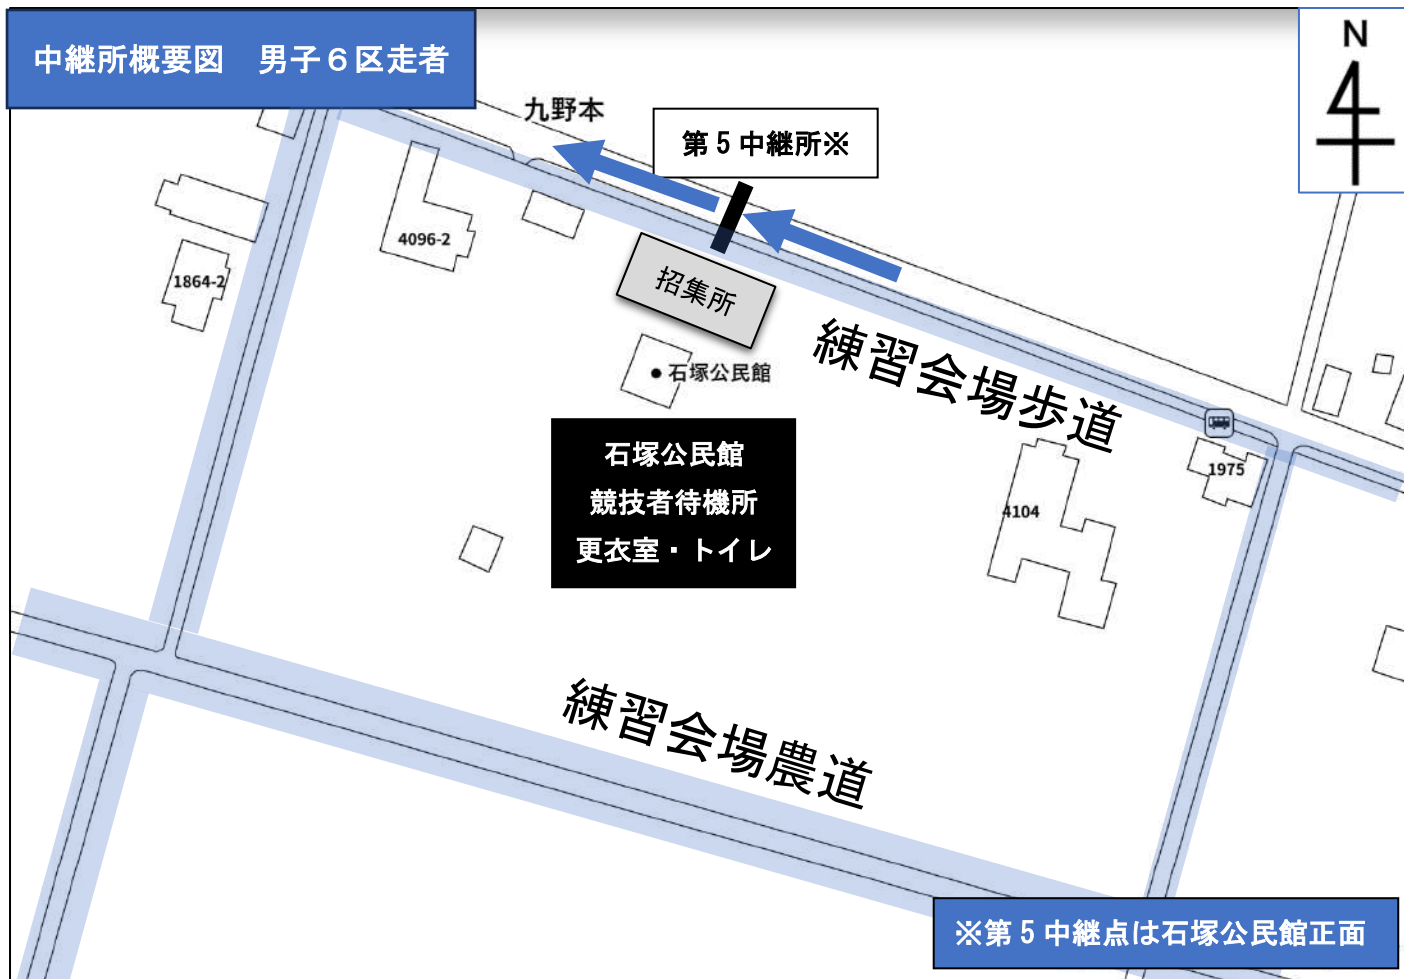 中継所概要図　男子６区走者
N
九野本
第５中継所※
4096-2
1864-2
招集所
石塚公民館
練習会場歩道
石塚公民館
競技者待機所
更衣室・トイレ
1975
4104
練習会場農道
※第５中継点は石塚公民館正面